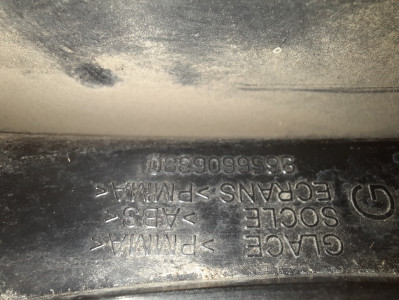 GLACE >PMMA<
SOCLE >ABS<
G ECRANS >PMMA<